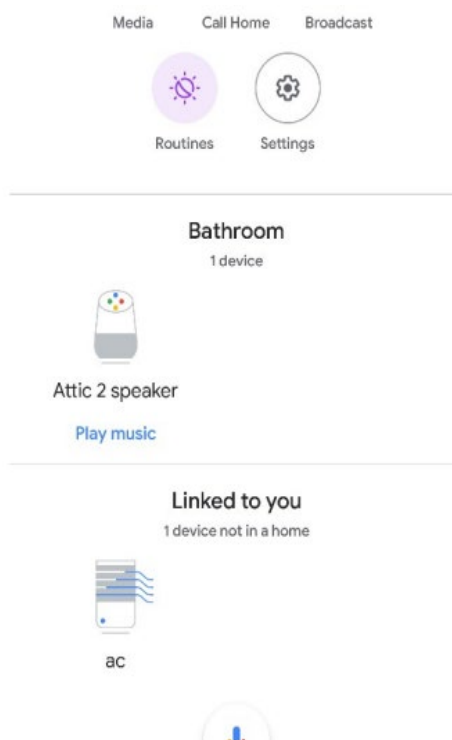 Media Call Home Broadcast
Routines Settings
Bathroom
1 device
Attic 2 speaker
Play music
Linked to you
1 device not in a home
ac